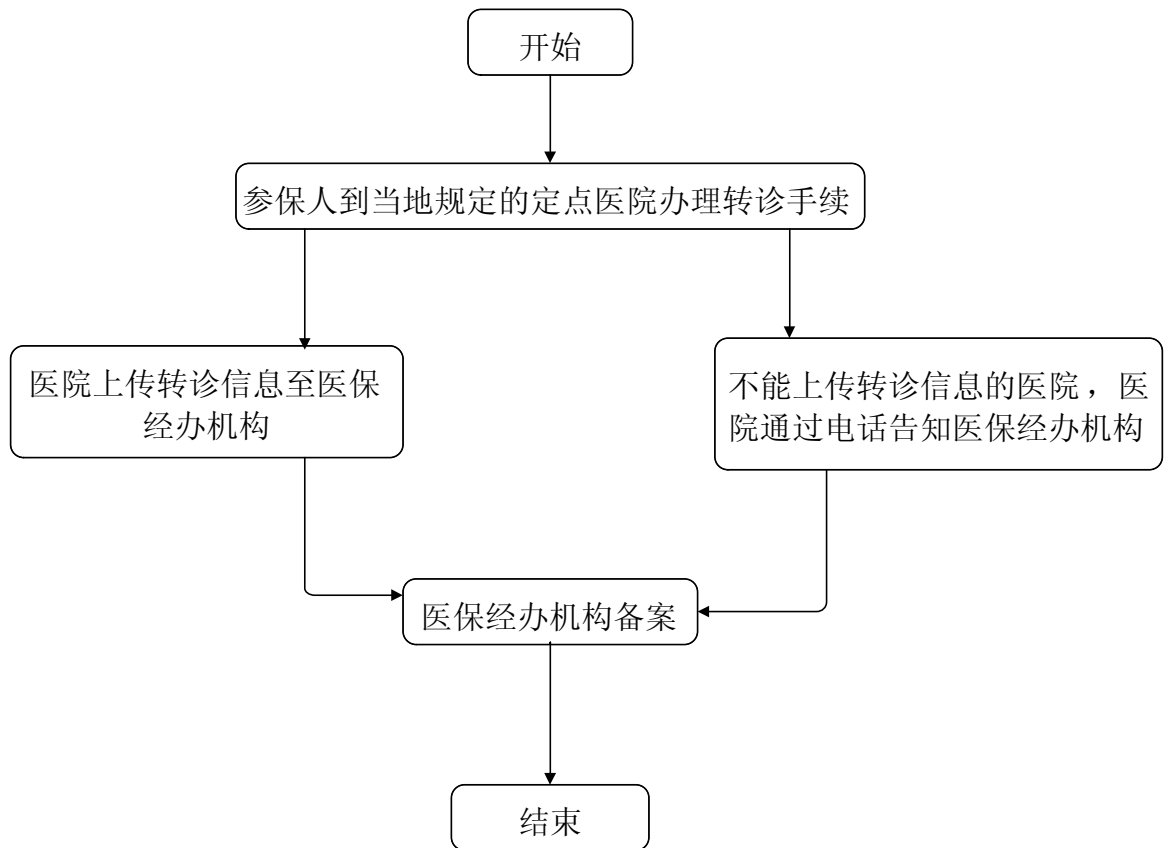 开始
参保人到当地规定的定点医院办理转诊手续
医院上传转诊信息至医保
经办机构
不能上传转诊信息的医院，医
院通过电话告知医保经办机构
医保经办机构备案
结束